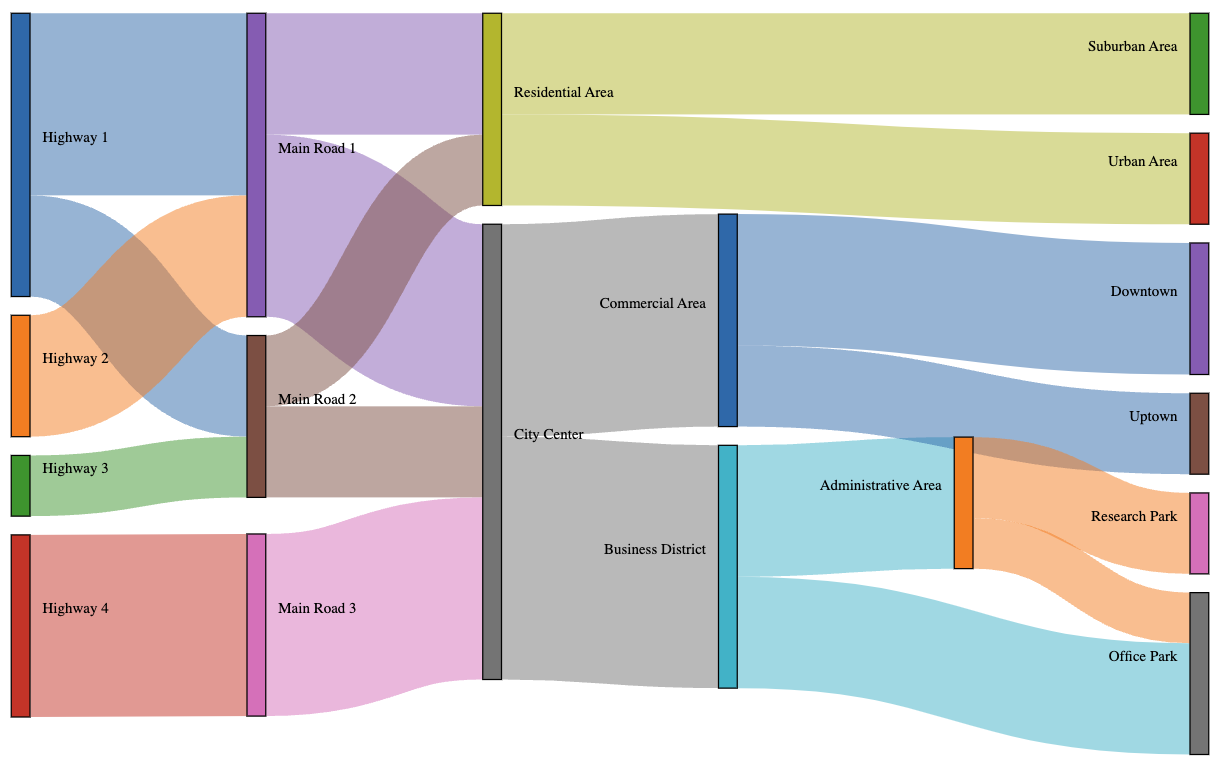 Highway 1
Highway 2
Highway 3
Highway 4
Main Road 1
Main Road 2
Main Road 3
Residential Area
City Center
Commercial Area
Business District
Administrative Area
Suburban Area
Urban Area
Downtown
Uptown
Research Park
Office Park